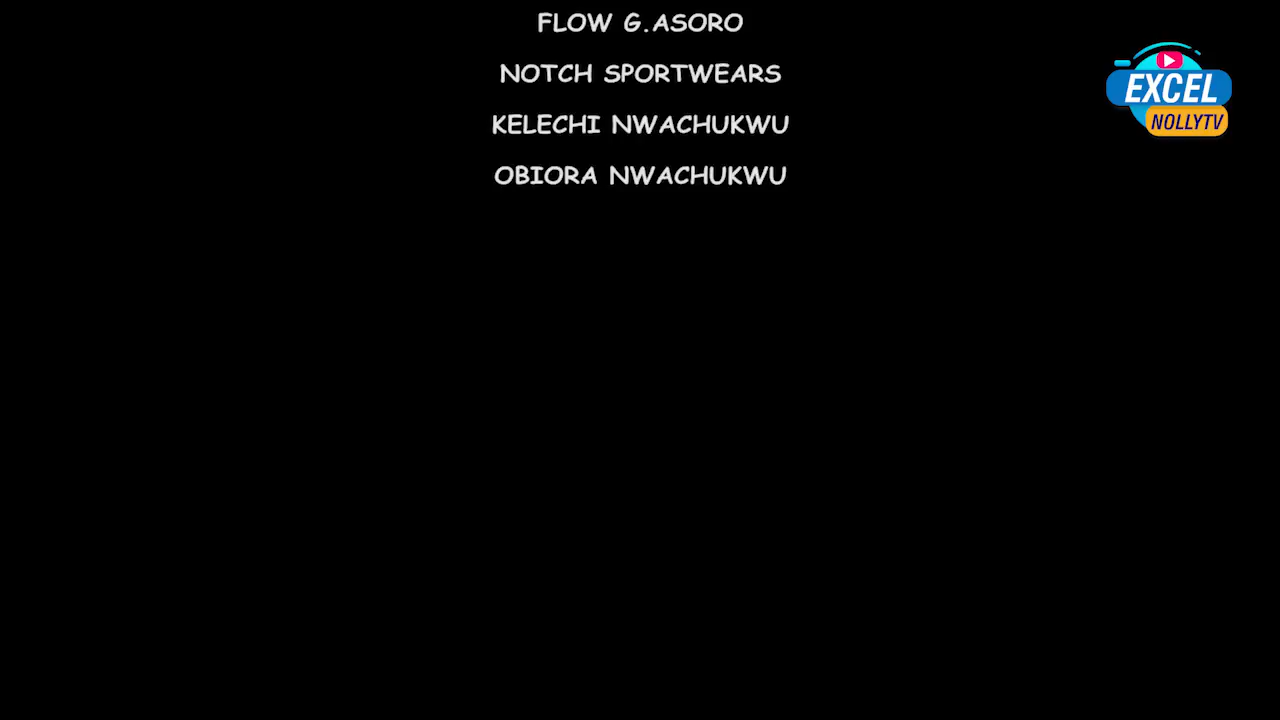 FLOW G.ASORO
NOTCH SPORTWEARS
KELECHI NWACHUKWU
OBIORA NWACHUKWU
EXCEL
NOLLYTV